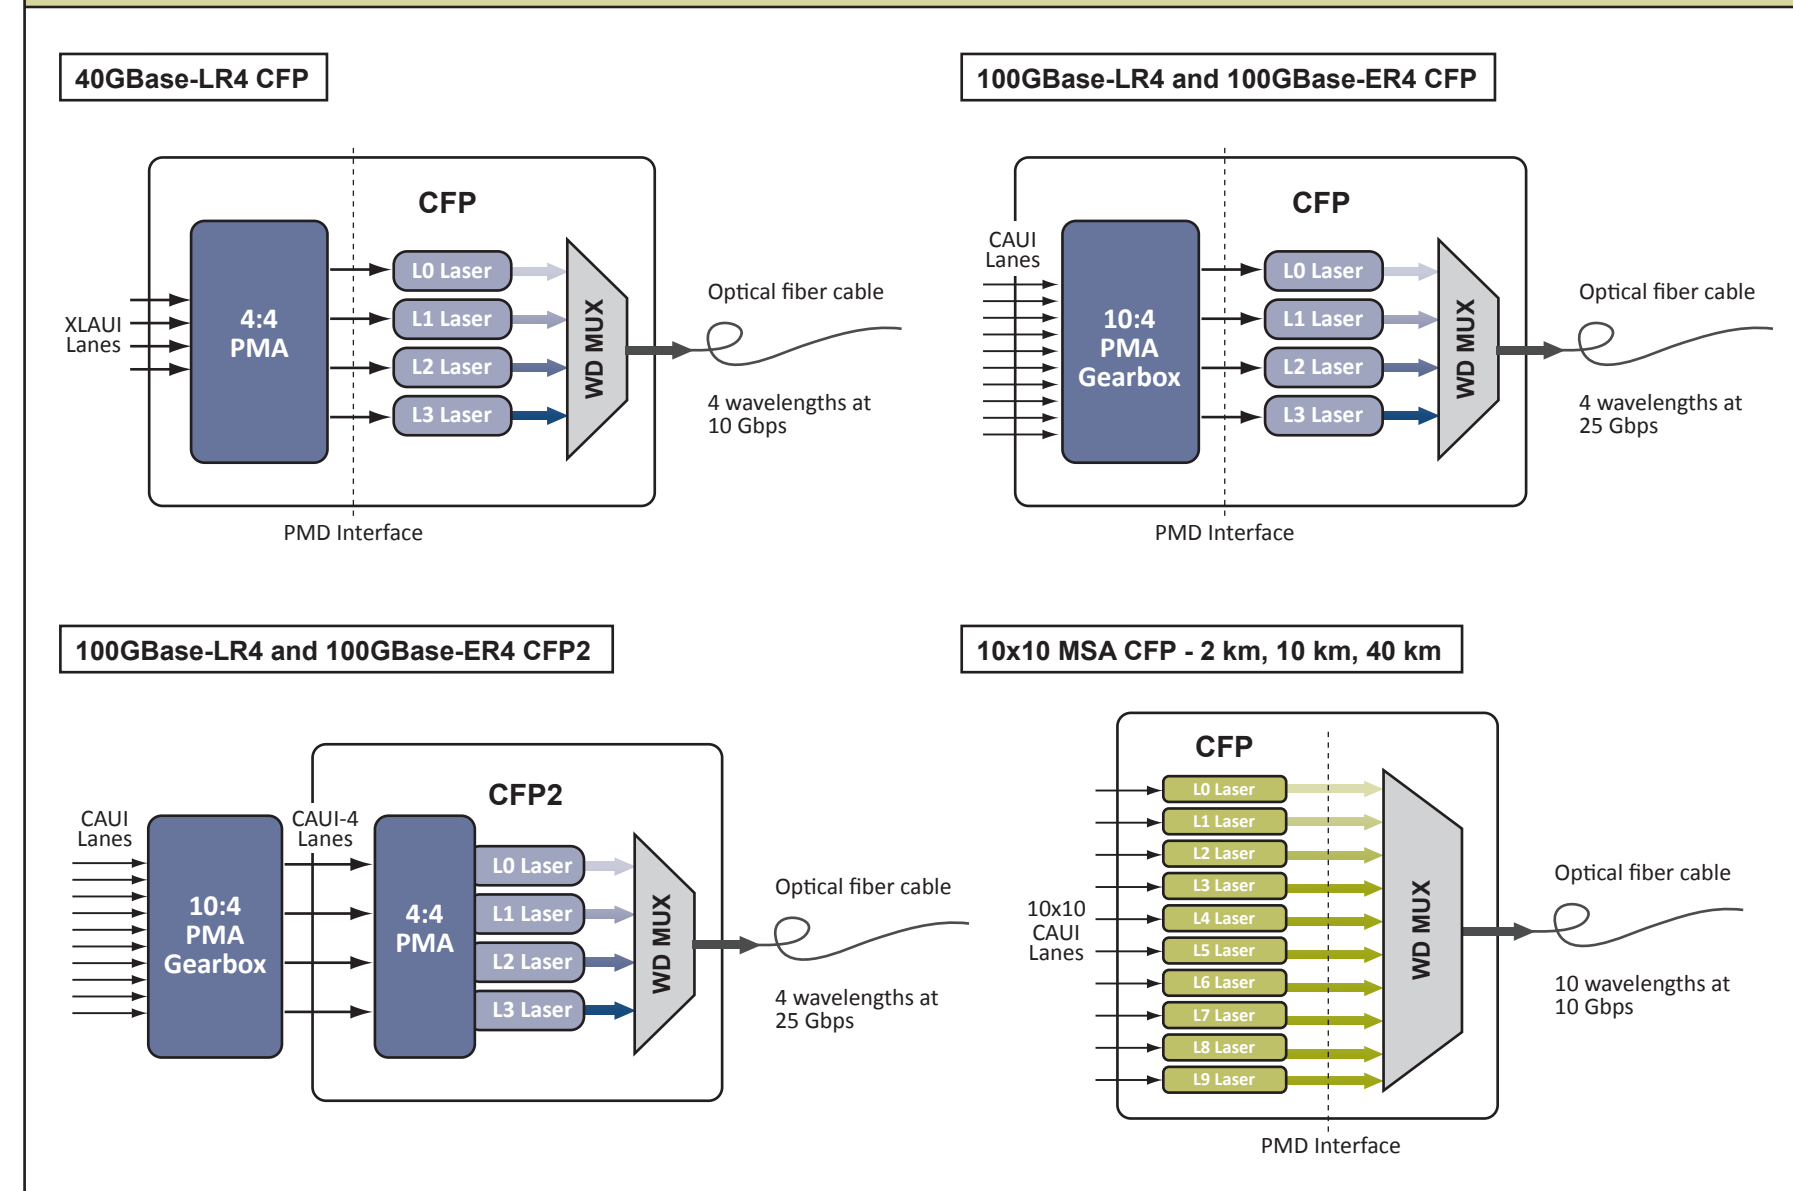 40GBase-LR4 CFP
CFP
XLAUI
Lanes
4:4
PMA
L0 Laser
L1 Laser
L2 Laser
L3 Laser
WD MUX
Optical fiber cable
4 wavelengths at
10 Gbps
PMD Interface
100GBase-LR4 and 100GBase-ER4 CFP
CFP
CAUI
Lanes
10:4
PMA
Gearbox
L0 Laser
L1 Laser
L2 Laser
L3 Laser
WD MUX
Optical fiber cable
4 wavelengths at
25 Gbps
PMD Interface
100GBase-LR4 and 100GBase-ER4 CFP2
CFP2
CAUI
Lanes
10:4
PMA
Gearbox
CAUI-4
Lanes
4:4
PMA
L0 Laser
L1 Laser
L2 Laser
L3 Laser
WD MUX
Optical fiber cable
4 wavelengths at
25 Gbps
10x10 MSA CFP - 2 km, 10 km, 40 km
CFP
10x10
CAUI
Lanes
L0 Laser
L1 Laser
L2 Laser
L3 Laser
L4 Laser
L5 Laser
L6 Laser
L7 Laser
L8 Laser
L9 Laser
WD MUX
Optical fiber cable
10 wavelengths at
10 Gbps
PMD Interface